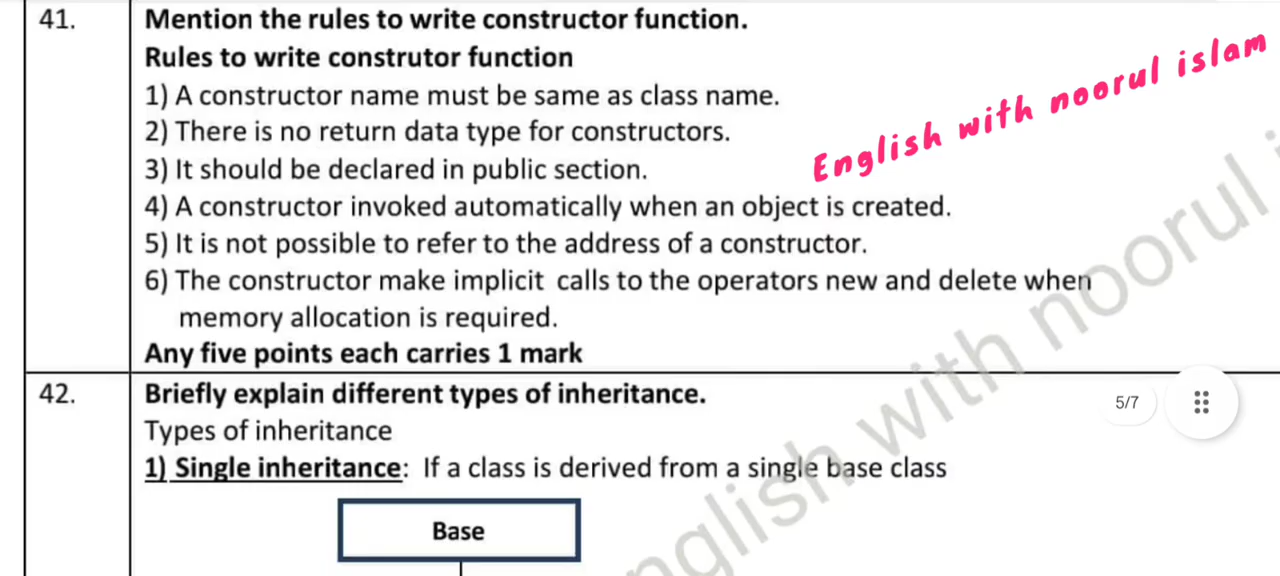 41.
Mention the rules to write constructor function.
Rules to write construtor function
1) A constructor name must be same as class name.
2) There is no return data type for constructors.
3) It should be declared in public section.
4) A constructor invoked automatically when an object is created.
5) It is not possible to refer to the address of a constructor.
6) The constructor make implicit calls to the operators new and delete when
memory allocation is required.
Any five points each carries 1 mark
English with noorul islam
42.
Briefly explain different types of inheritance.
Types of inheritance
1) Single inheritance: If a class is derived from a single base class
Base
5/7
nglish with noorul i